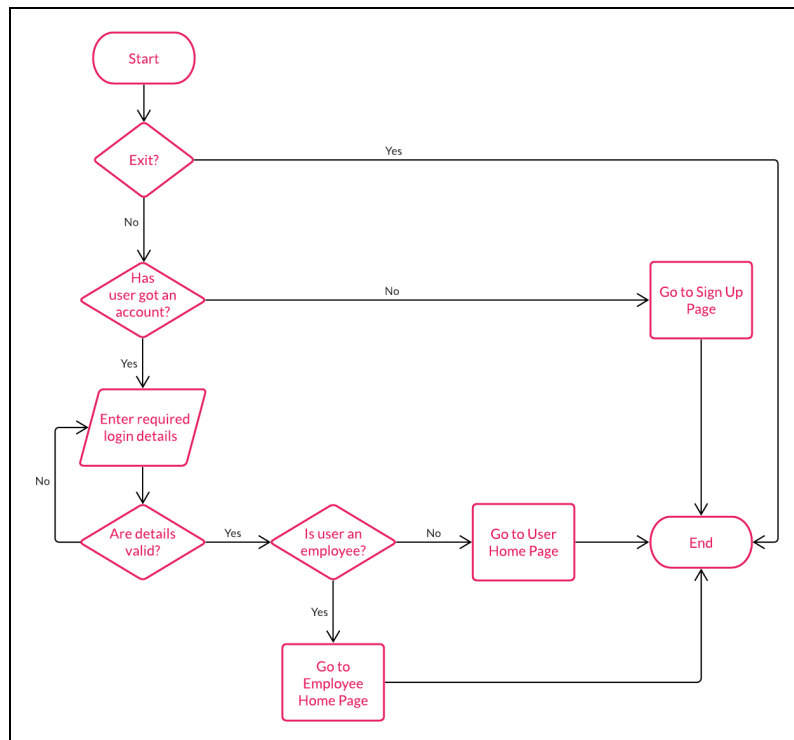 Start
Exit?
Yes
No
Has
user got an
account?
No
Go to Sign Up
Page
Yes
Enter required
login details
No
Are details
valid?
Yes
Is user an
employee?
No
Go to User
Home Page
End
Yes
Go to
Employee
Home Page